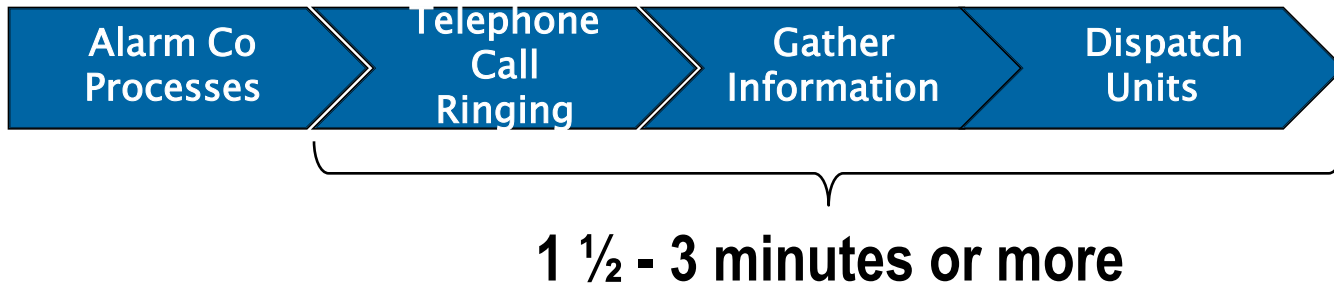 Alarm Co
Processes
Telephone
Call
Ringing
Gather
Information
Dispatch
Units
1 ½ - 3 minutes or more